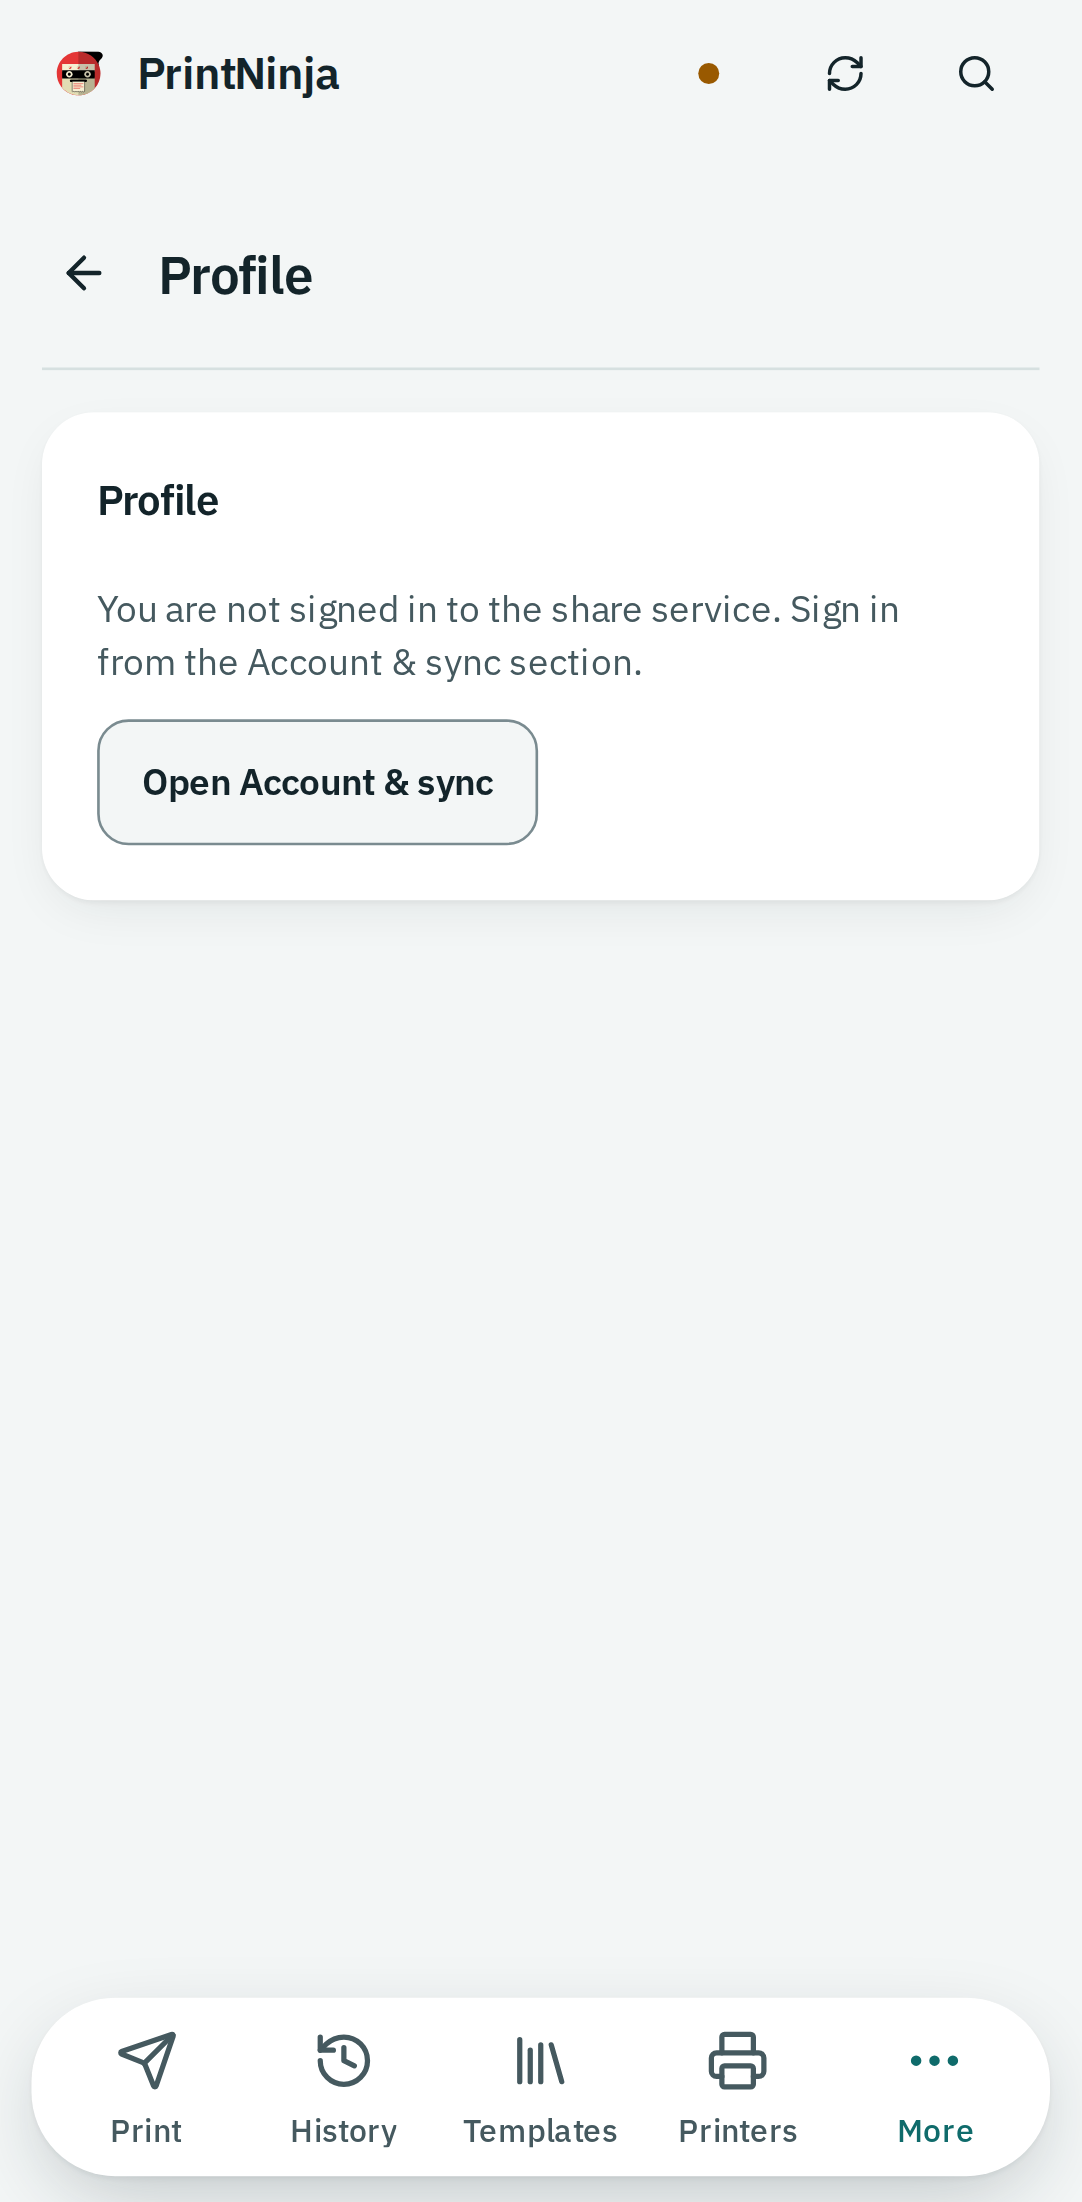 PrintNinja
Profile
Profile
You are not signed in to the share service. Sign in
from the Account & sync section.
Open Account & sync
Print
History
Templates
Printers
More